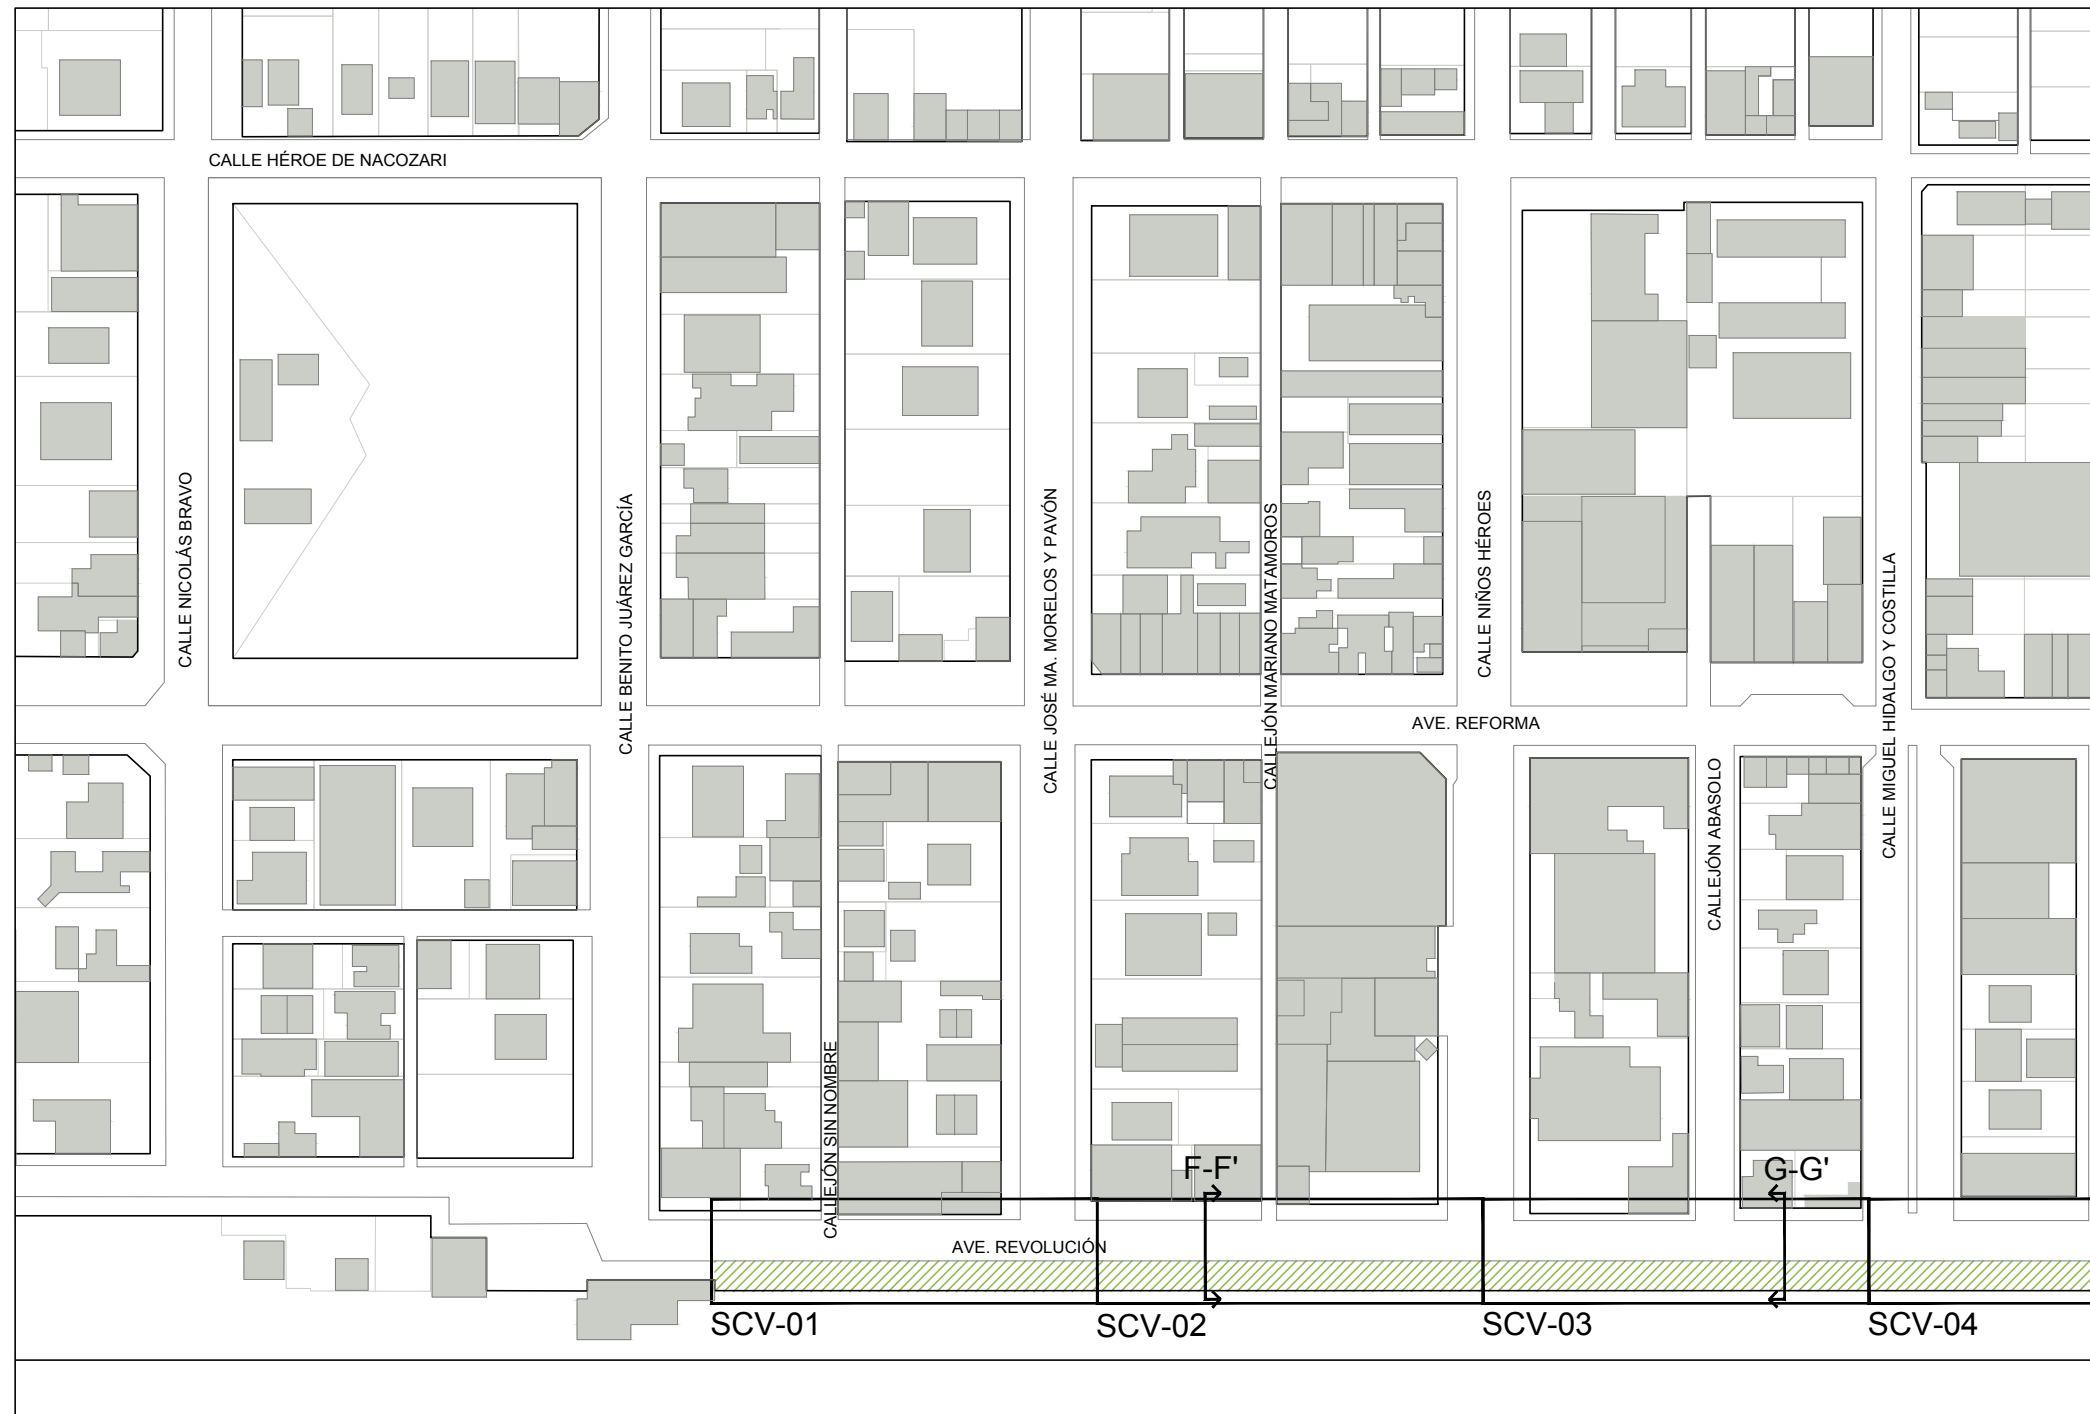 CALLE HÉROE DE NACOZARI
CALLE NICOLÁS BRAVO
CALLE BENITO JUÁREZ GARCÍA
CALLE JOSÉ MA. MORELOS Y PAVÓN
CALLEJÓN MARIANO MATAMOROS
CALLE NIÑOS HÉROES
CALLE MIGUEL HIDALGO Y COSTILLA
AVE. REFORMA
CALLEJÓN ABASOLO
CALLEJÓN SIN NOMBRE
F-F'
G-G'
AVE. REVOLUCIÓN
SCV-01
SCV-02
SCV-03
SCV-04